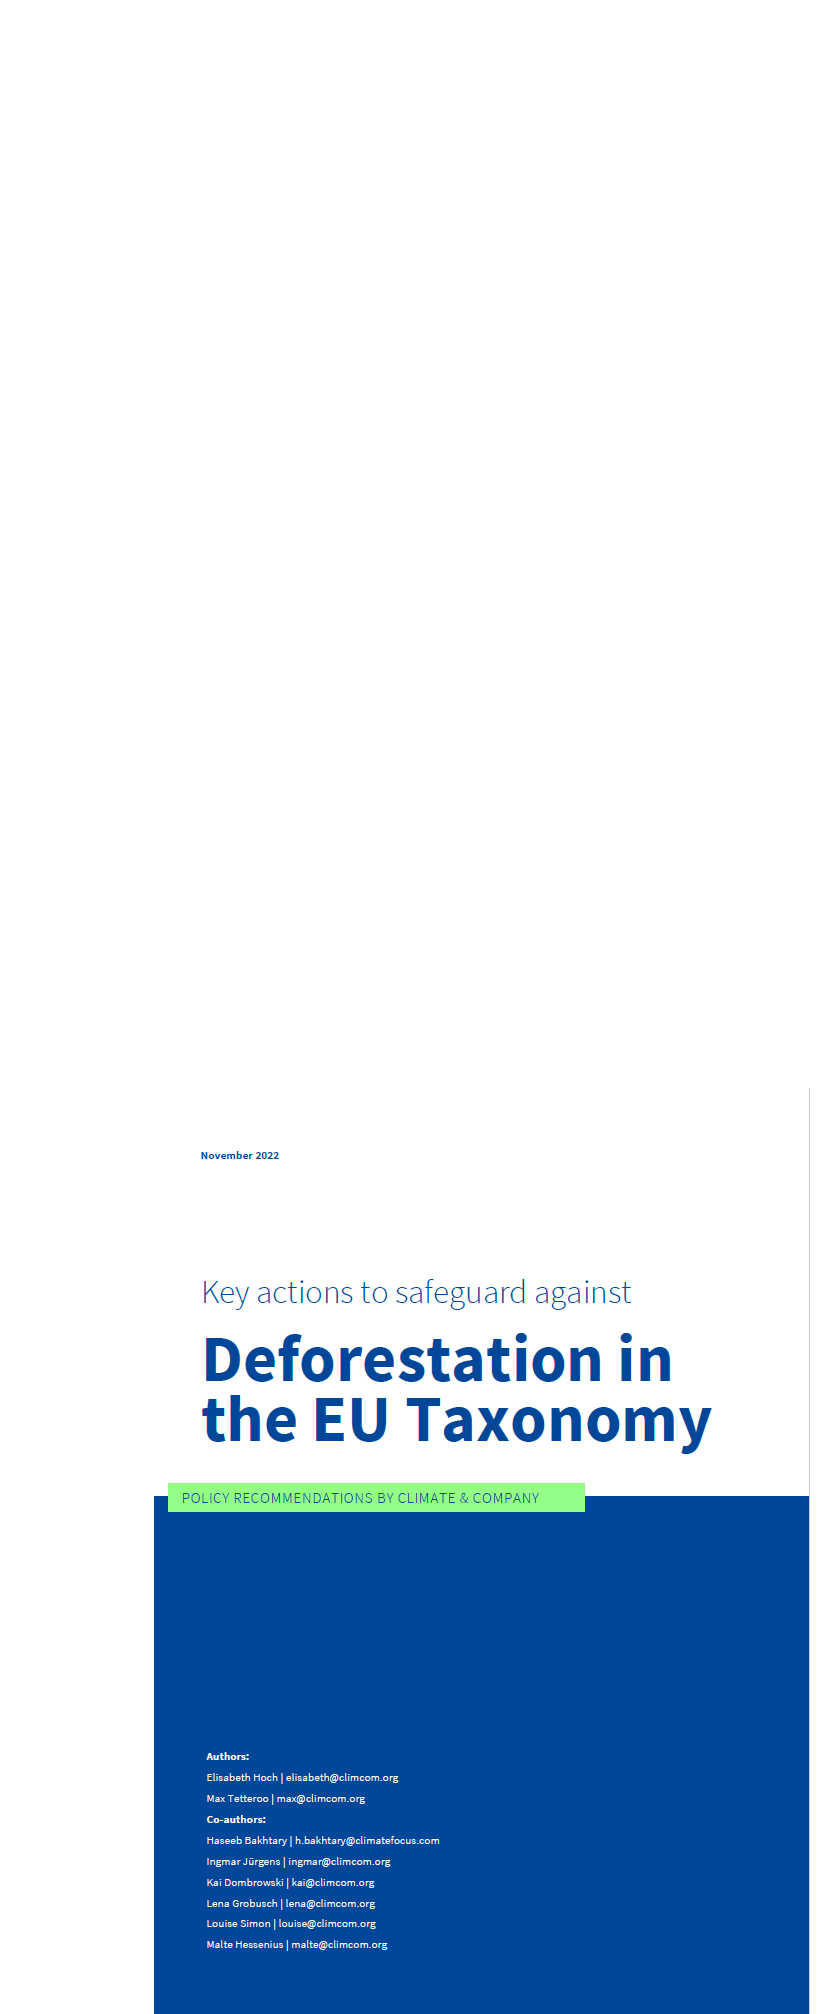 November 2022
Key actions to safeguard against
Deforestation in
the EU Taxonomy
POLICY RECOMMENDATIONS BY CLIMATE & COMPANY
Authors:
Elisabeth Hoch | elisabeth@climcom.org
Max Tetteroo | max@climcom.org
Co-authors:
Haseeb Bakhtary | h.bakhtary@climatefocus.com
Ingmar Jürgens | ingmar@climcom.org
Kai Dombrowski | kai@climcom.org
Lena Grobusch | lena@climcom.org
Louise Simon | louise@climcom.org
Malte Hessenius | malte@climcom.org